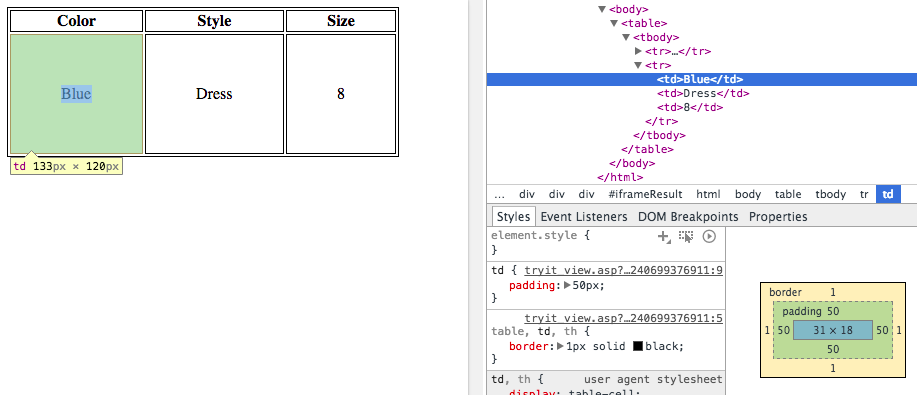 Color Style Size
Blue Dress 8
td 133px × 120px
<body>
<table>
<tbody>
<tr>…</tr>
<tr>
<td>Blue</td>
<td>Dress</td>
<td>8</td>
</tr>
</tbody>
</table>
</body>
</html>
... div div div #iframeResult html body table tbody tr td
Styles Event Listeners DOM Breakpoints Properties
element.style {
}
td { tryit_view.asp?…240699376911:9
padding: 50px;
}
tryit_view.asp?…240699376911:5
table, td, th {
border: 1px solid black;
}
td, th { user agent stylesheet
display: table-cell;
border 1
padding 50
1 50 31 × 18 50 1
50
1